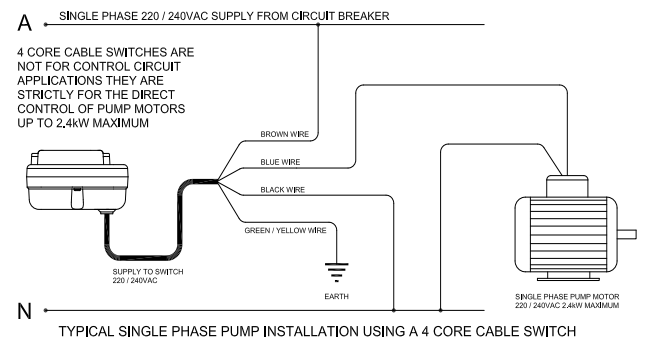 A
SINGLE PHASE 220 / 240VAC SUPPLY FROM CIRCUIT BREAKER
4 CORE CABLE SWITCHES ARE
NOT FOR CONTROL CIRCUIT
APPLICATIONS THEY ARE
STRICTLY FOR THE DIRECT
CONTROL OF PUMP MOTORS
UP TO 2.4kW MAXIMUM
BROWN WIRE
BLUE WIRE
BLACK WIRE
GREEN / YELLOW WIRE
SUPPLY TO SWITCH
220 / 240VAC
EARTH
SINGLE PHASE PUMP MOTOR
220 / 240VAC 2.4kW MAXIMUM
N
TYPICAL SINGLE PHASE PUMP INSTALLATION USING A 4 CORE CABLE SWITCH